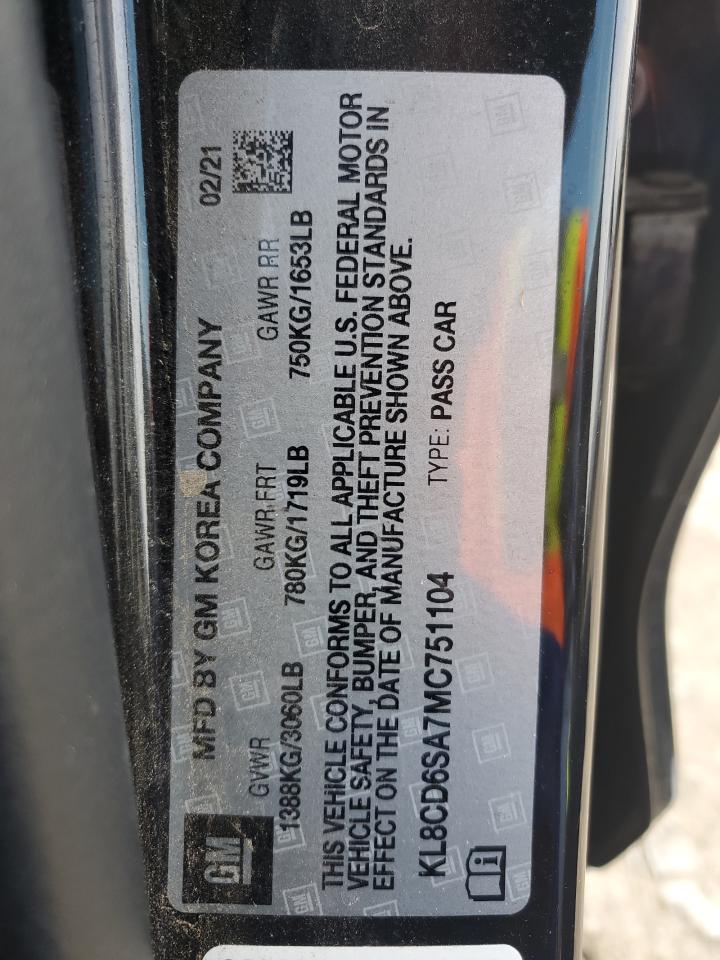 GM
MFD BY GM KOREA COMPANY 02/21
GVWR GAWR FRT GAWR RR
1388KG/3060LB 780KG/1719LB 750KG/1653LB
THIS VEHICLE CONFORMS TO ALL APPLICABLE U.S. FEDERAL MOTOR
VEHICLE SAFETY, BUMPER, AND THEFT PREVENTION STANDARDS IN
EFFECT ON THE DATE OF MANUFACTURE SHOWN ABOVE.
KL8CD6SA7MC751104 TYPE: PASS CAR